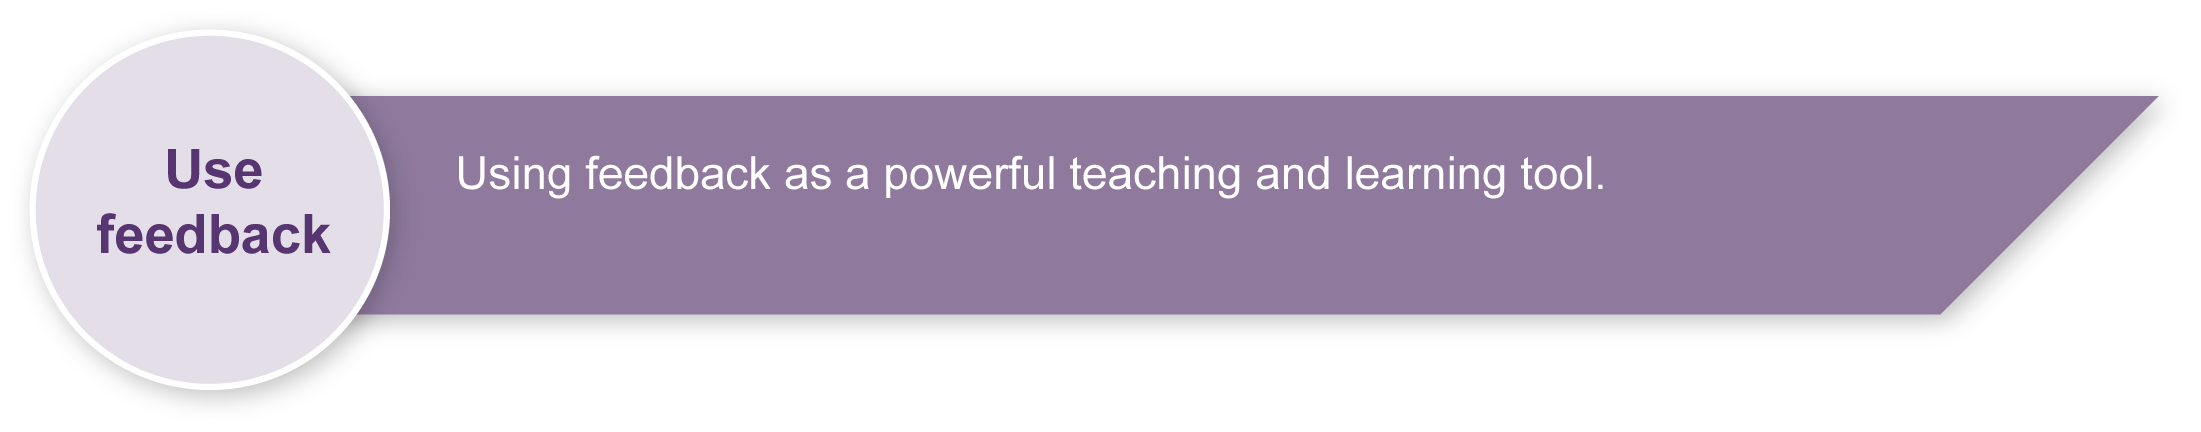 Use
feedback
Using feedback as a powerful teaching and learning tool.